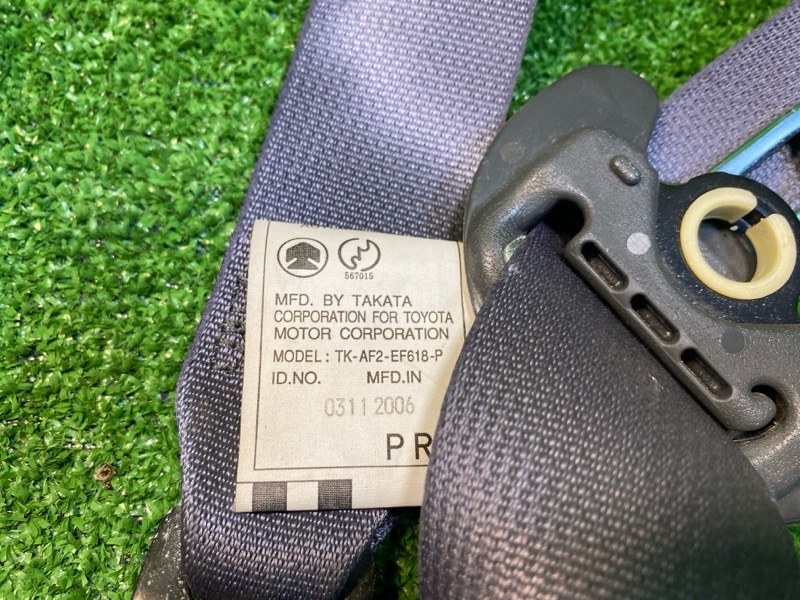 567015
MFD. BY TAKATA
CORPORATION FOR TOYOTA
MOTOR CORPORATION
MODEL : TK-AF2-EF618-P
ID.NO. MFD.IN
0311 2006
PR